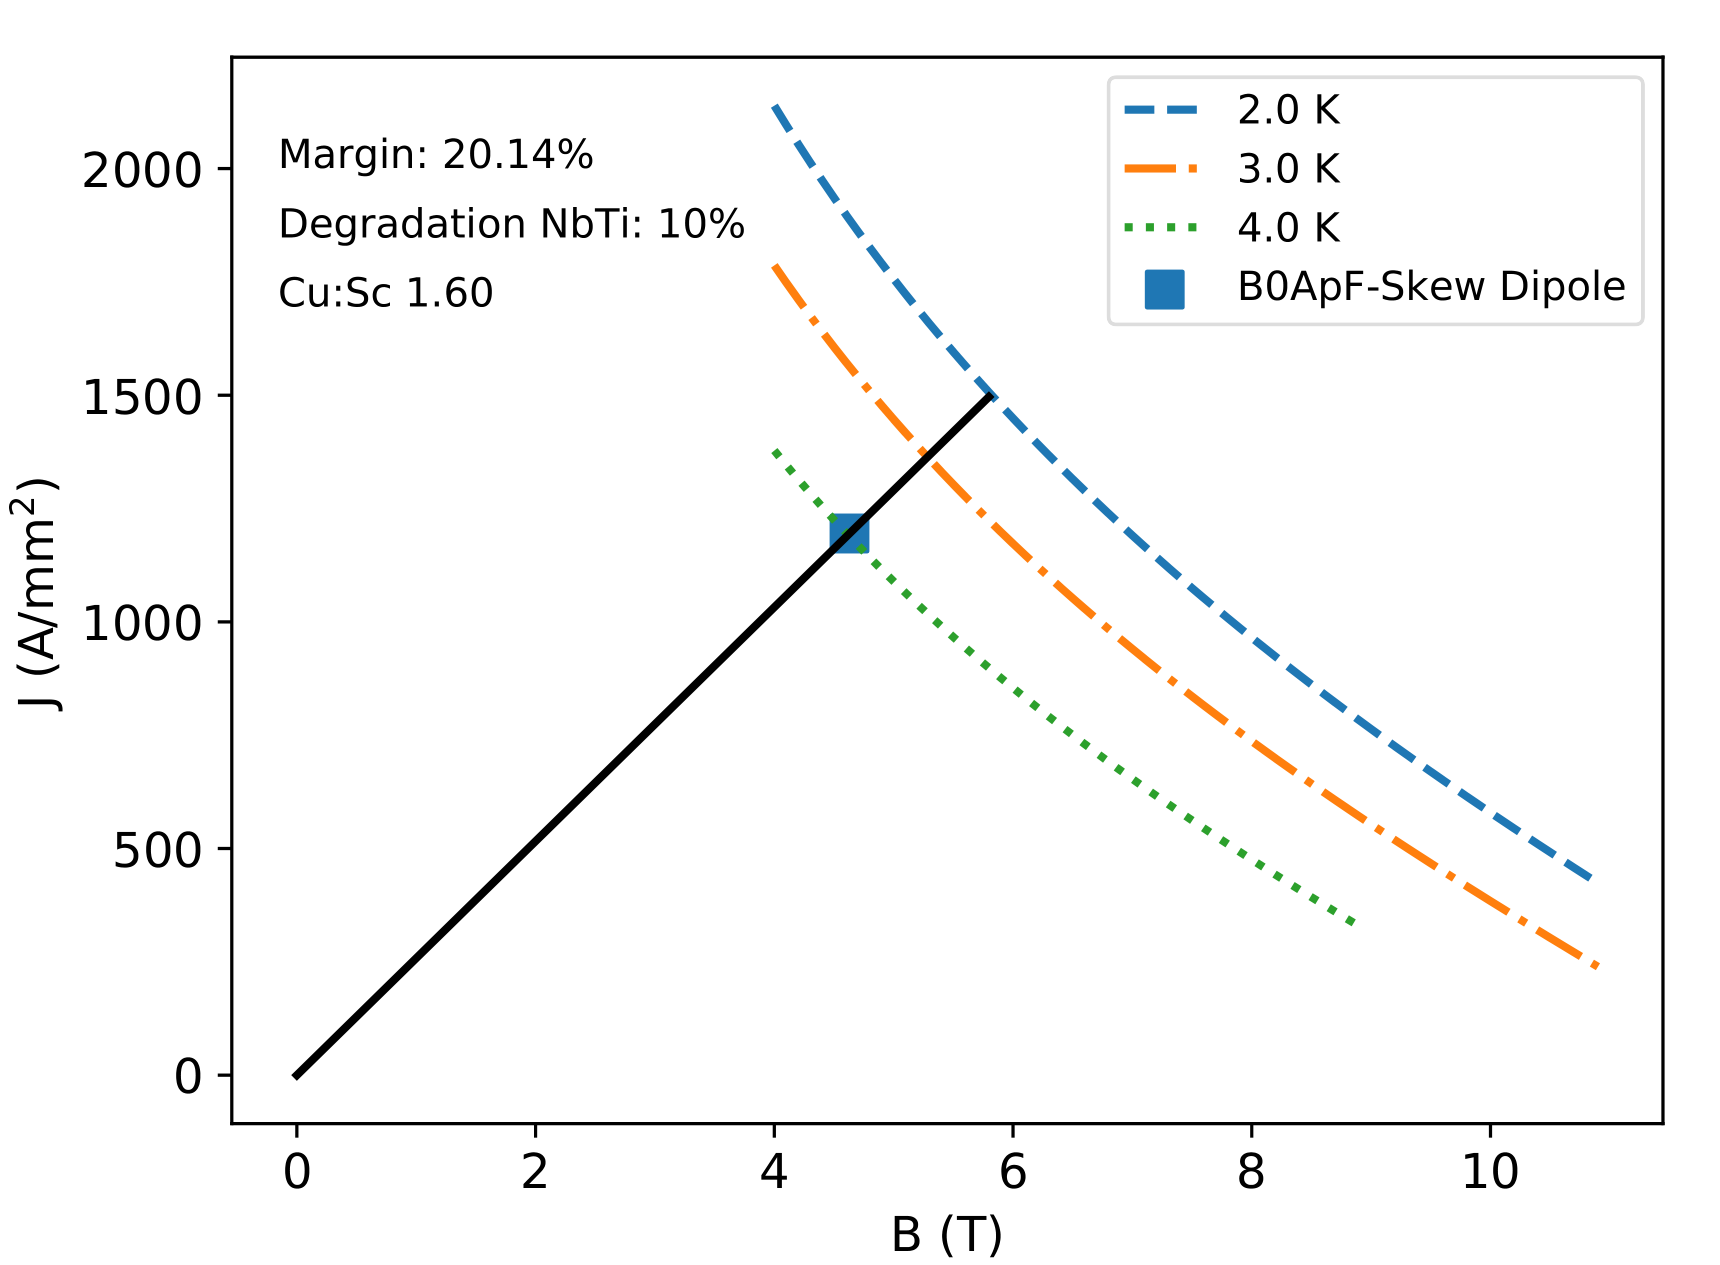 Margin: 20.14%
Degradation NbTi: 10%
Cu:Sc 1.60
2.0 K
3.0 K
4.0 K
B0ApF-Skew Dipole
J (A/mm²)
2000
1500
1000
500
0
0 2 4 6 8 10
B (T)